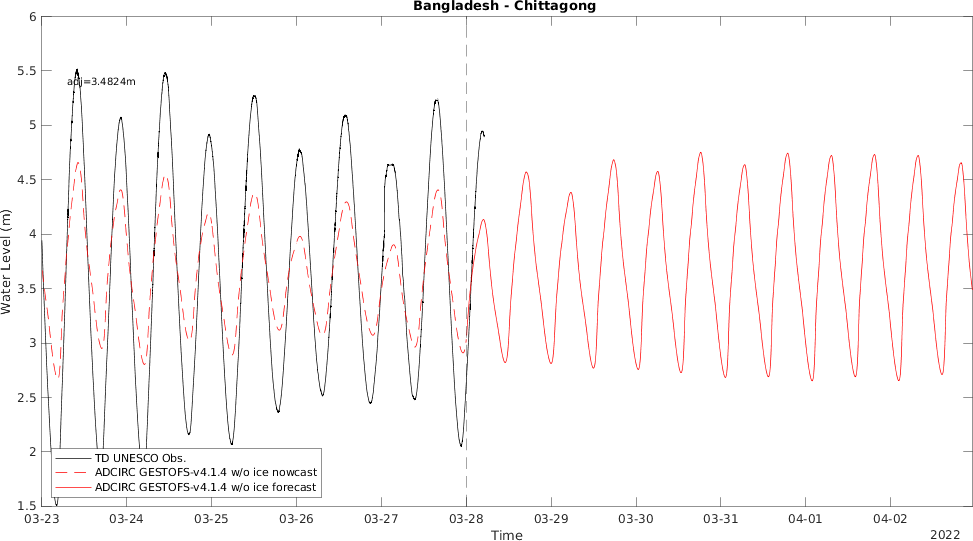 Bangladesh - Chittagong
6
5.5
adj=3.4824m
5
4.5
4
3.5
3
2.5
2
1.5
Water Level (m)
TD UNESCO Obs.
ADCIRC GESTOFS-v4.1.4 w/o ice nowcast
ADCIRC GESTOFS-v4.1.4 w/o ice forecast
03-23 03-24 03-25 03-26 03-27 03-28 03-29 03-30 03-31 04-01 04-02
Time
2022